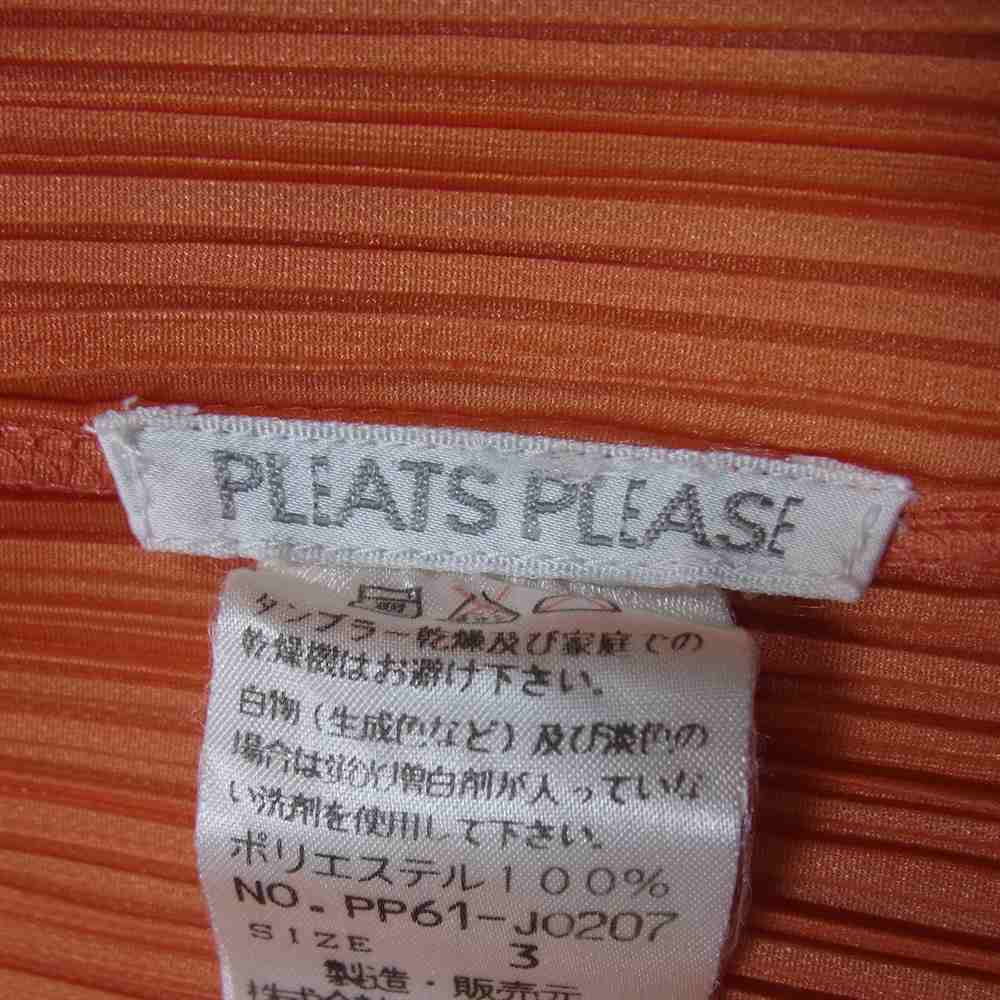 PLEATS PLEASE
タンブラー乾燥及び家庭での
乾燥機はお避け下さい。
白物（生成色など）及び淡色の
場合は蛍光増白剤が入っていな
い洗剤を使用して下さい。
ポリエステル100%
NO. PP61-JO207
SIZE 3
製造・販売元
株式会社